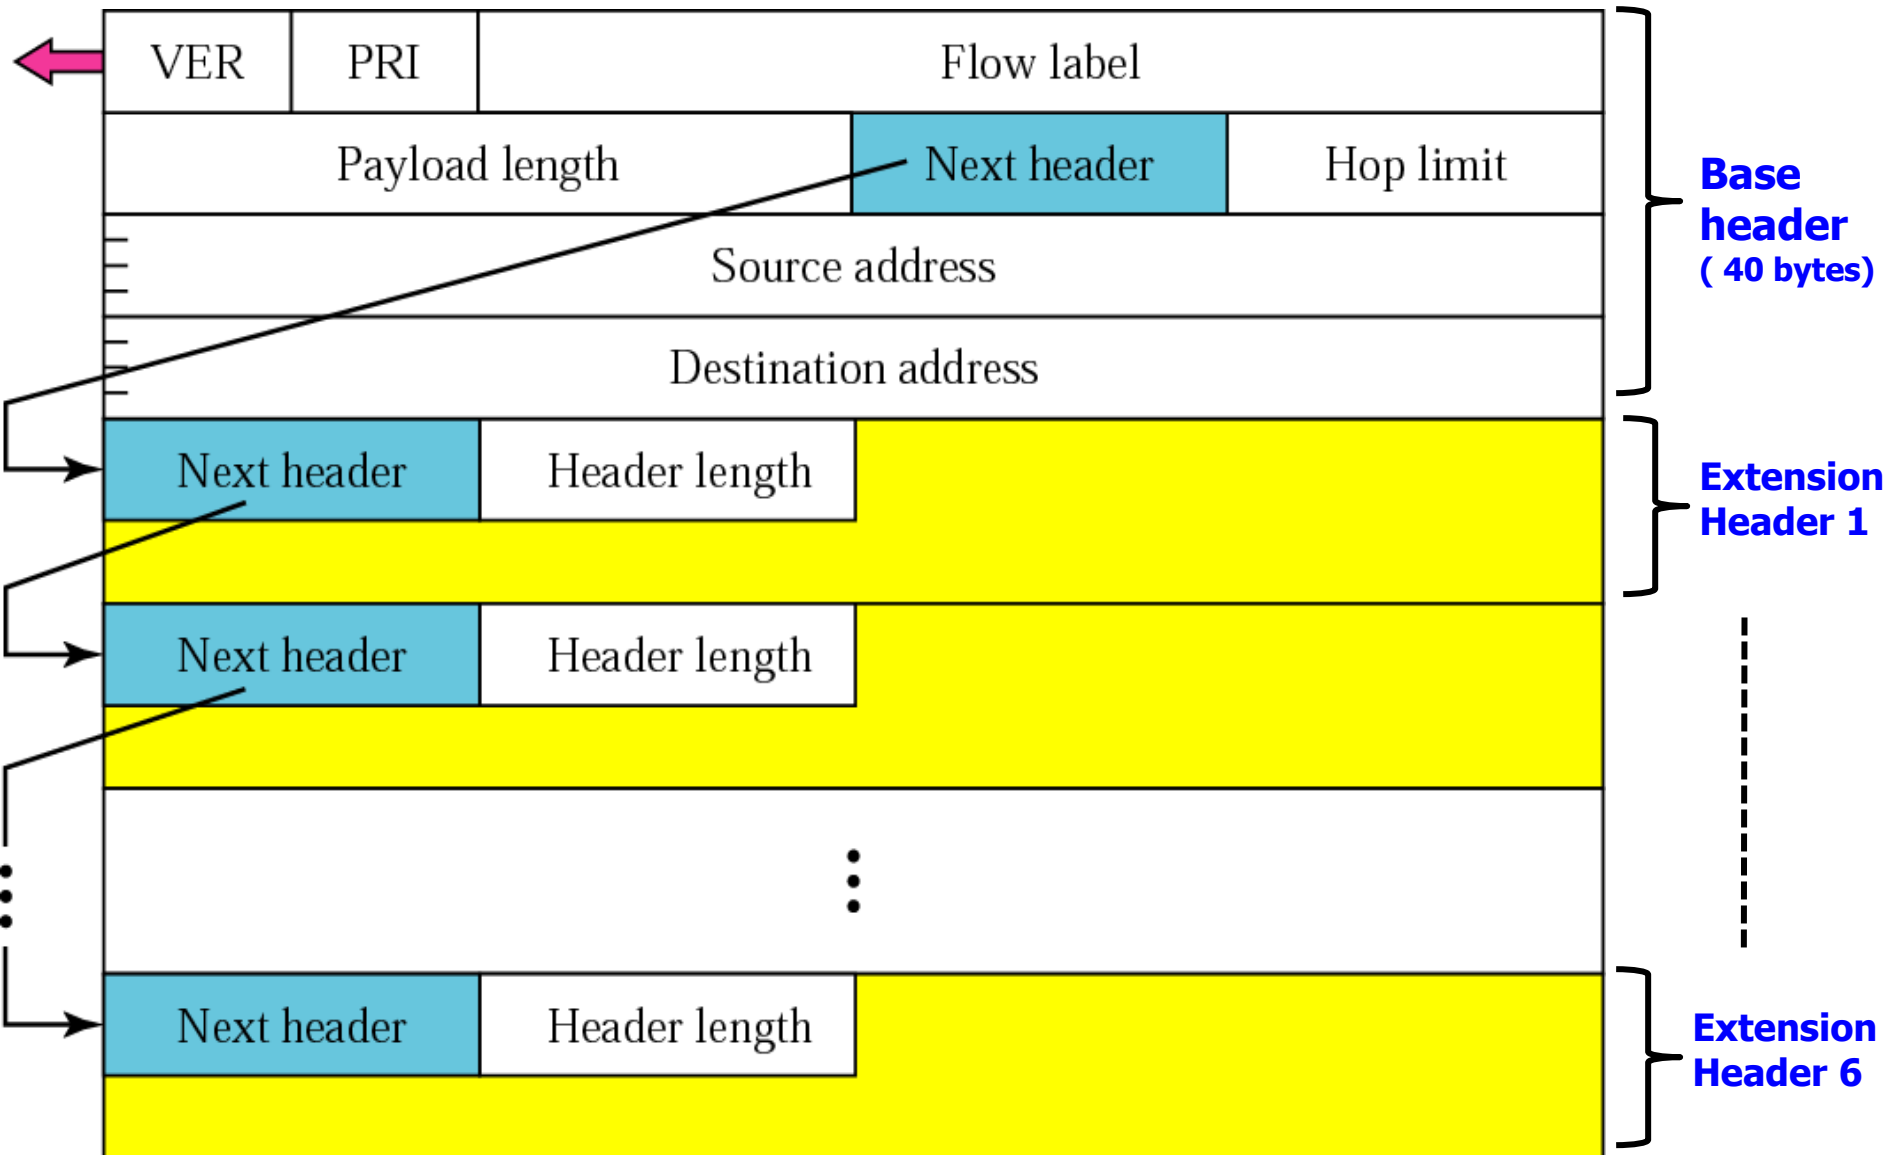 VER PRI Flow label
Payload length Next header Hop limit
Source address
Destination address
Base
header
( 40 bytes)
Next header Header length
Extension
Header 1
Next header Header length
Next header Header length
Extension
Header 6